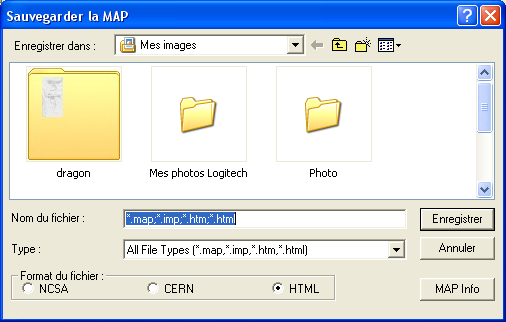 Sauvegarder la MAP
Enregistrer dans :
Mes images
dragon
Mes photos Logitech
Photo
Nom du fichier :
*.map;*.imp;*.htm;*.html
Enregistrer
Type :
All File Types (*.map,*.imp,*.htm,*.html)
Annuler
Format du fichier :
NCSA
CERN
HTML
MAP Info